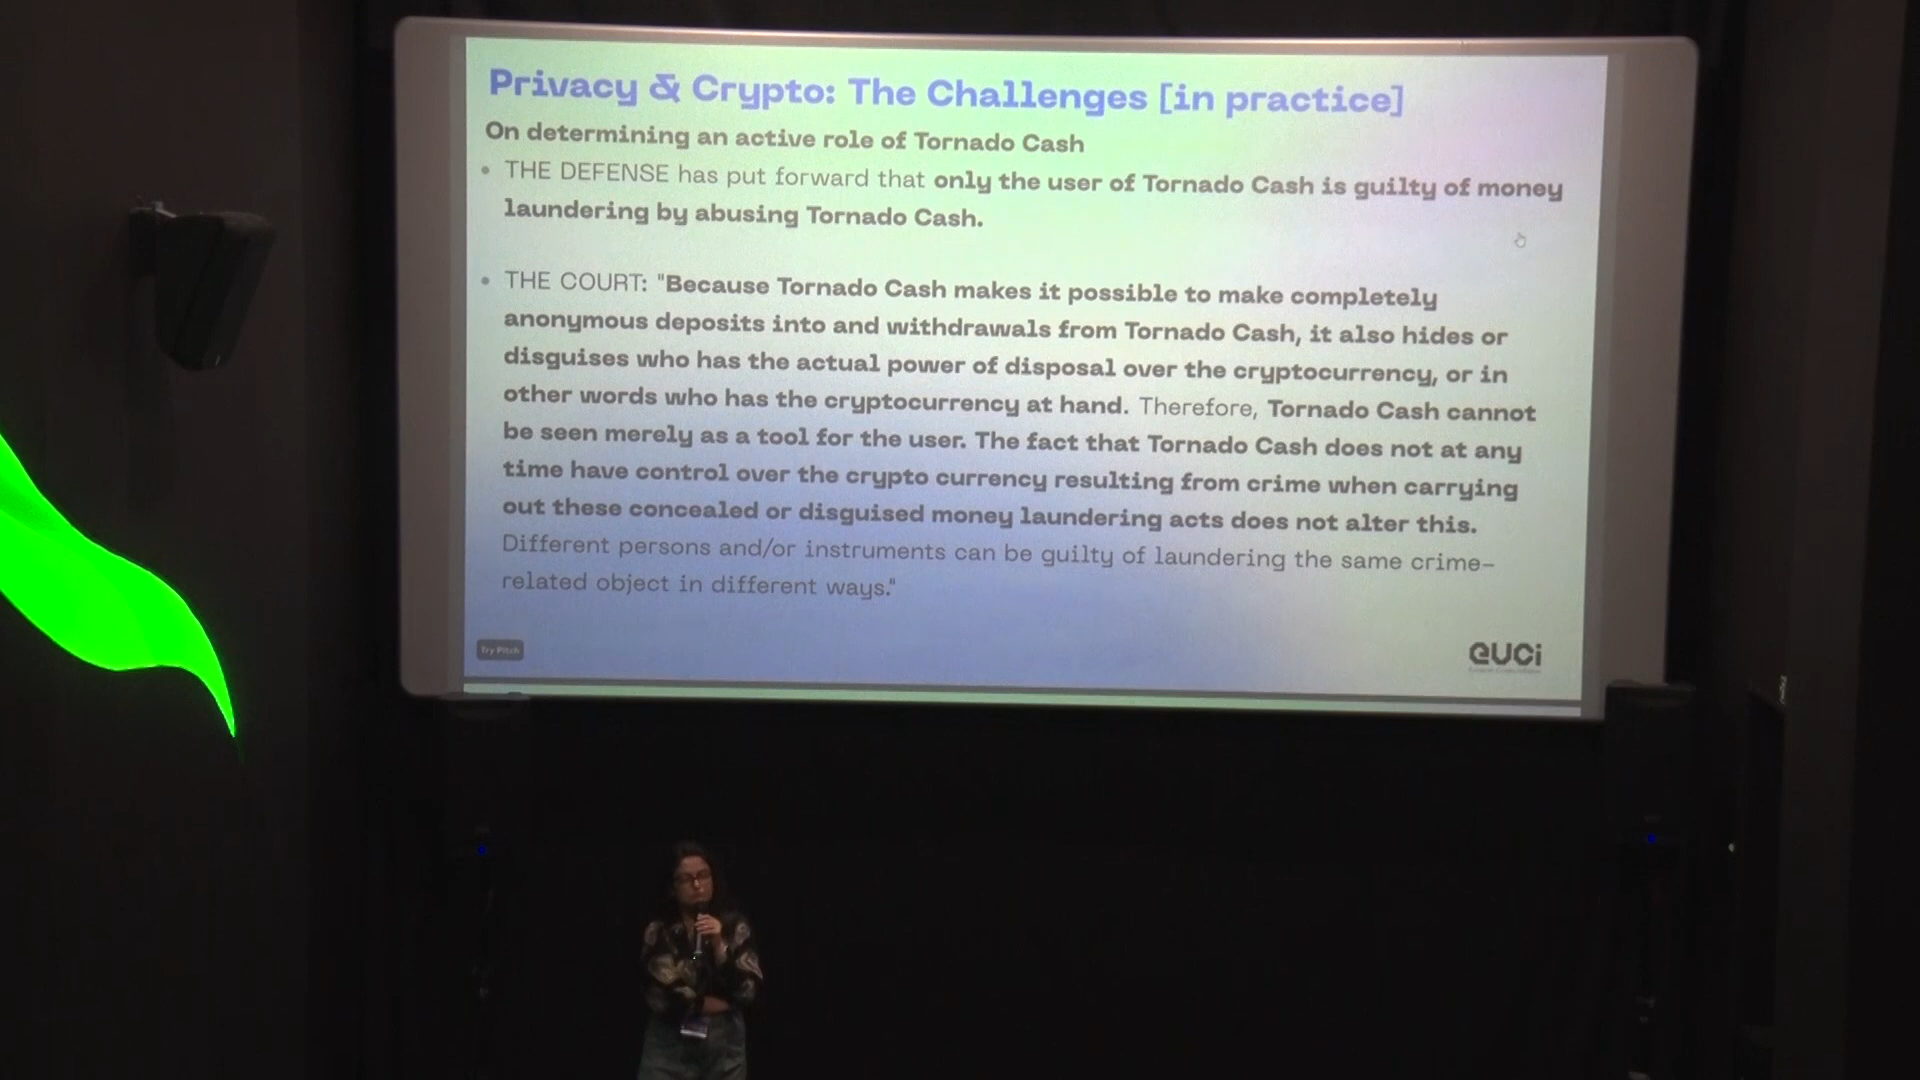 Privacy & Crypto: The Challenges [in practice]
On determining an active role of Tornado Cash
• THE DEFENSE has put forward that only the user of Tornado Cash is guilty of money
laundering by abusing Tornado Cash.
• THE COURT: "Because Tornado Cash makes it possible to make completely
anonymous deposits into and withdrawals from Tornado Cash, it also hides or
disguises who has the actual power of disposal over the cryptocurrency, or in
other words who has the cryptocurrency at hand. Therefore, Tornado Cash cannot
be seen merely as a tool for the user. The fact that Tornado Cash does not at any
time have control over the crypto currency resulting from crime when carrying
out these concealed or disguised money laundering acts does not alter this.
Different persons and/or instruments can be guilty of laundering the same crime-
related object in different ways."
Try Pitch
euci